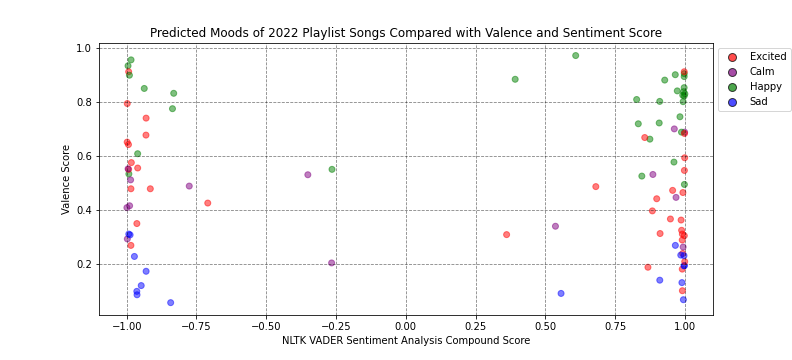 Predicted Moods of 2022 Playlist Songs Compared with Valence and Sentiment Score
Excited
Calm
Happy
Sad
Valence Score
1.0
0.8
0.6
0.4
0.2
−1.00 −0.75 −0.50 −0.25 0.00 0.25 0.50 0.75 1.00
NLTK VADER Sentiment Analysis Compound Score